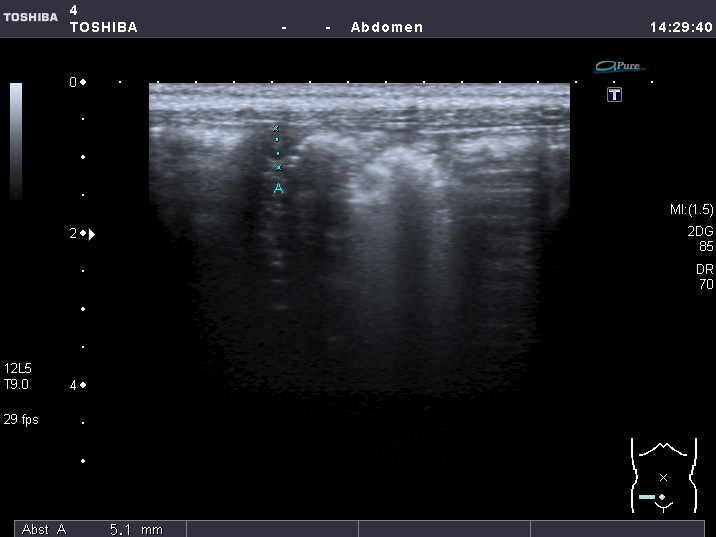 TOSHIBA
4
TOSHIBA - - Abdomen 14:29:40
0
aPure
T
A
MI:(1.5)
2
2DG
85
DR
70
12L5
T9.0
4
29 fps
Abst A 5.1 mm